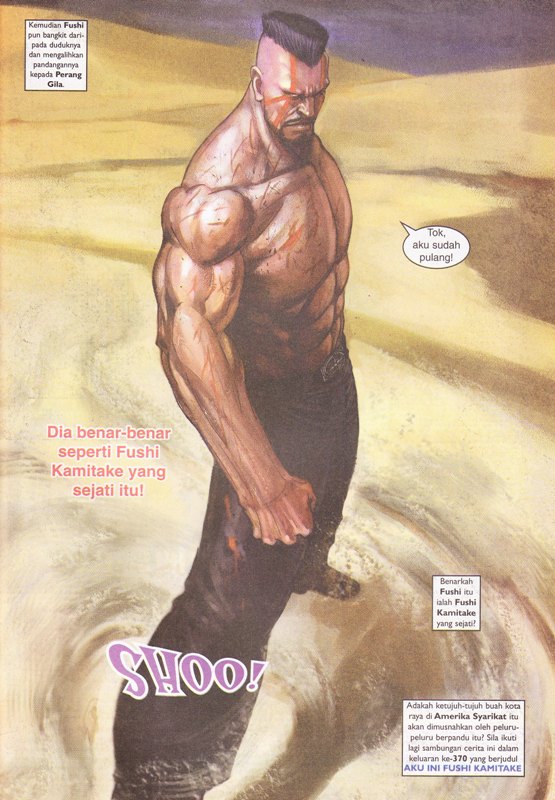 Kemudian Fushi
pun bangkit dari-
pada duduknya
dan mengalihkan
pandangannya
kepada Perang
Gila.
Tok,
aku sudah
pulang!
Dia benar-benar
seperti Fushi
Kamitake yang
sejati itu!
Benarkah
Fushi itu
ialah Fushi
Kamitake
yang sejati?
SHOO!
Adakah ketujuh-tujuh buah kota
raya di Amerika Syarikat itu
akan dimusnahkan oleh peluru-
peluru berpandu itu? Sila ikuti
lagi sambungan cerita ini dalam
keluaran ke-370 yang berjudul
AKU INI FUSHI KAMITAKE